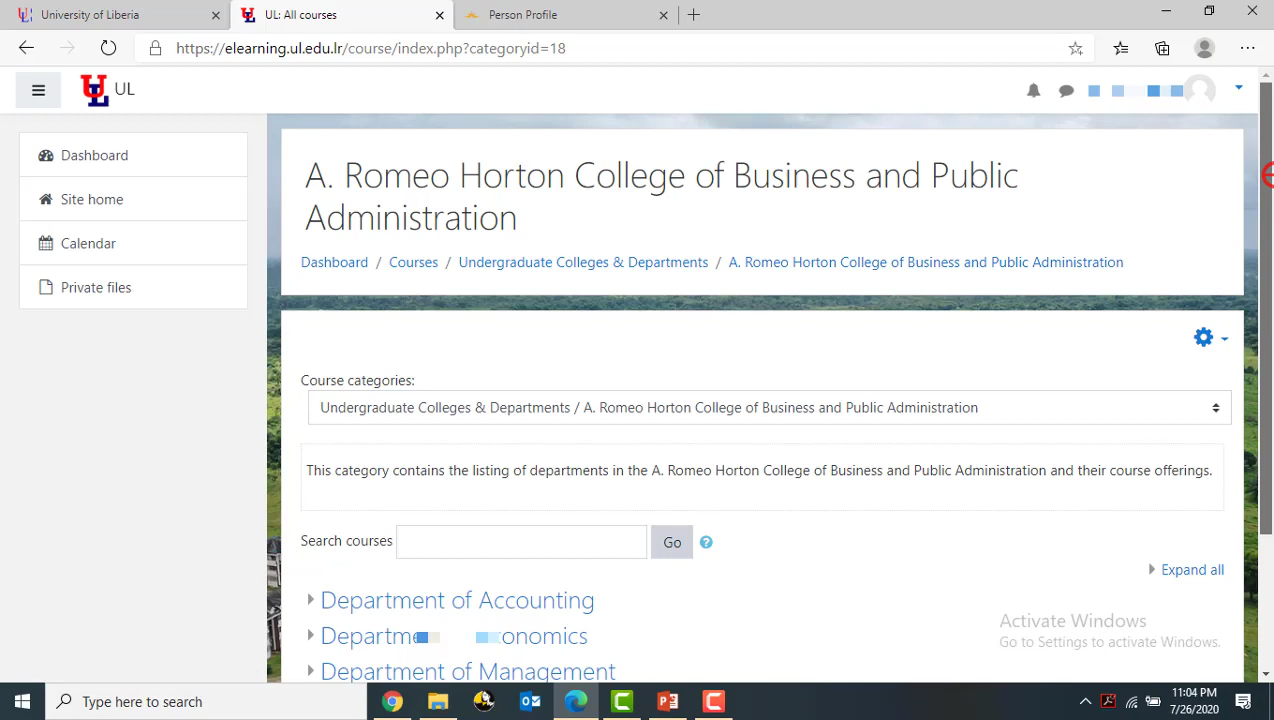 University of Liberia
UL: All courses
Person Profile
https://elearning.ul.edu.lr/course/index.php?categoryid=18
UL
Dashboard
Site home
Calendar
Private files
A. Romeo Horton College of Business and Public
Administration
Dashboard / Courses / Undergraduate Colleges & Departments / A. Romeo Horton College of Business and Public Administration
Course categories:
Undergraduate Colleges & Departments / A. Romeo Horton College of Business and Public Administration
This category contains the listing of departments in the A. Romeo Horton College of Business and Public Administration and their course offerings.
Search courses
Go
Expand all
Department of Accounting
Departme onomics
Department of Management
Activate Windows
Go to Settings to activate Windows.
Type here to search
11:04 PM
7/26/2020